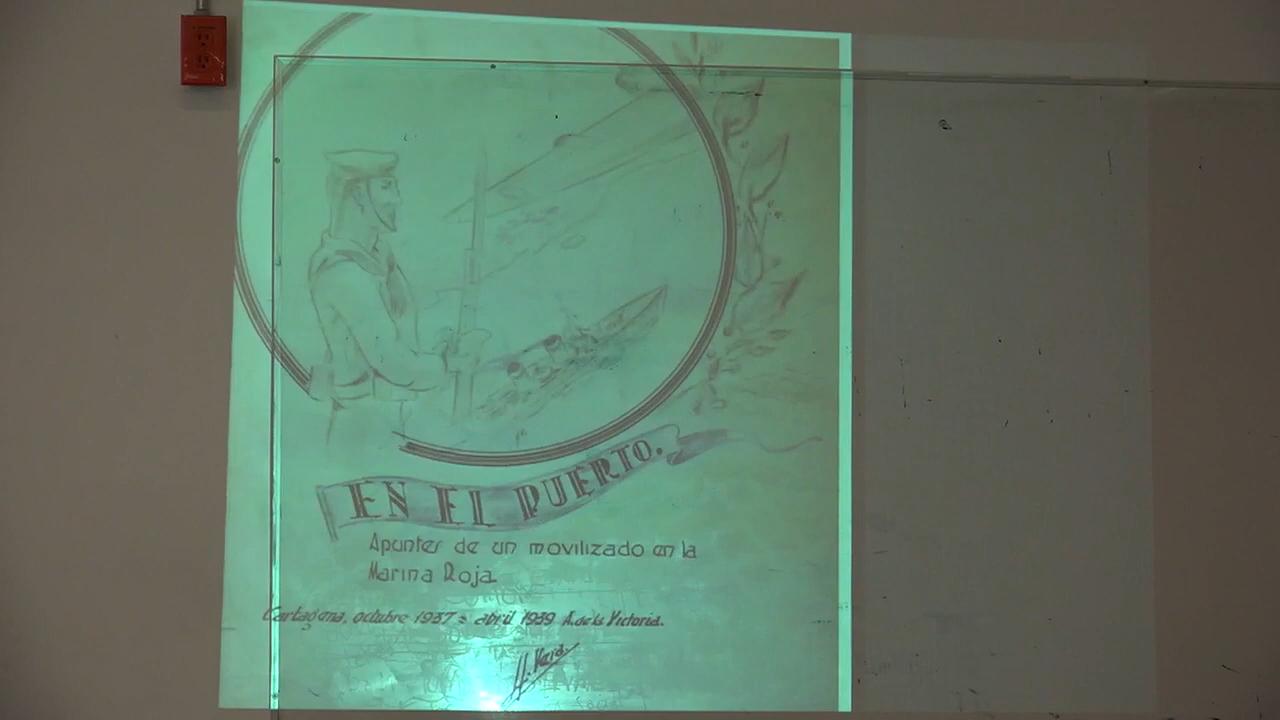 EN EL PUERTO.
Apuntes de un movilizado en la
Marina Roja
Cartagena, octubre 1937 = abril 1939 A. de la Victoria.